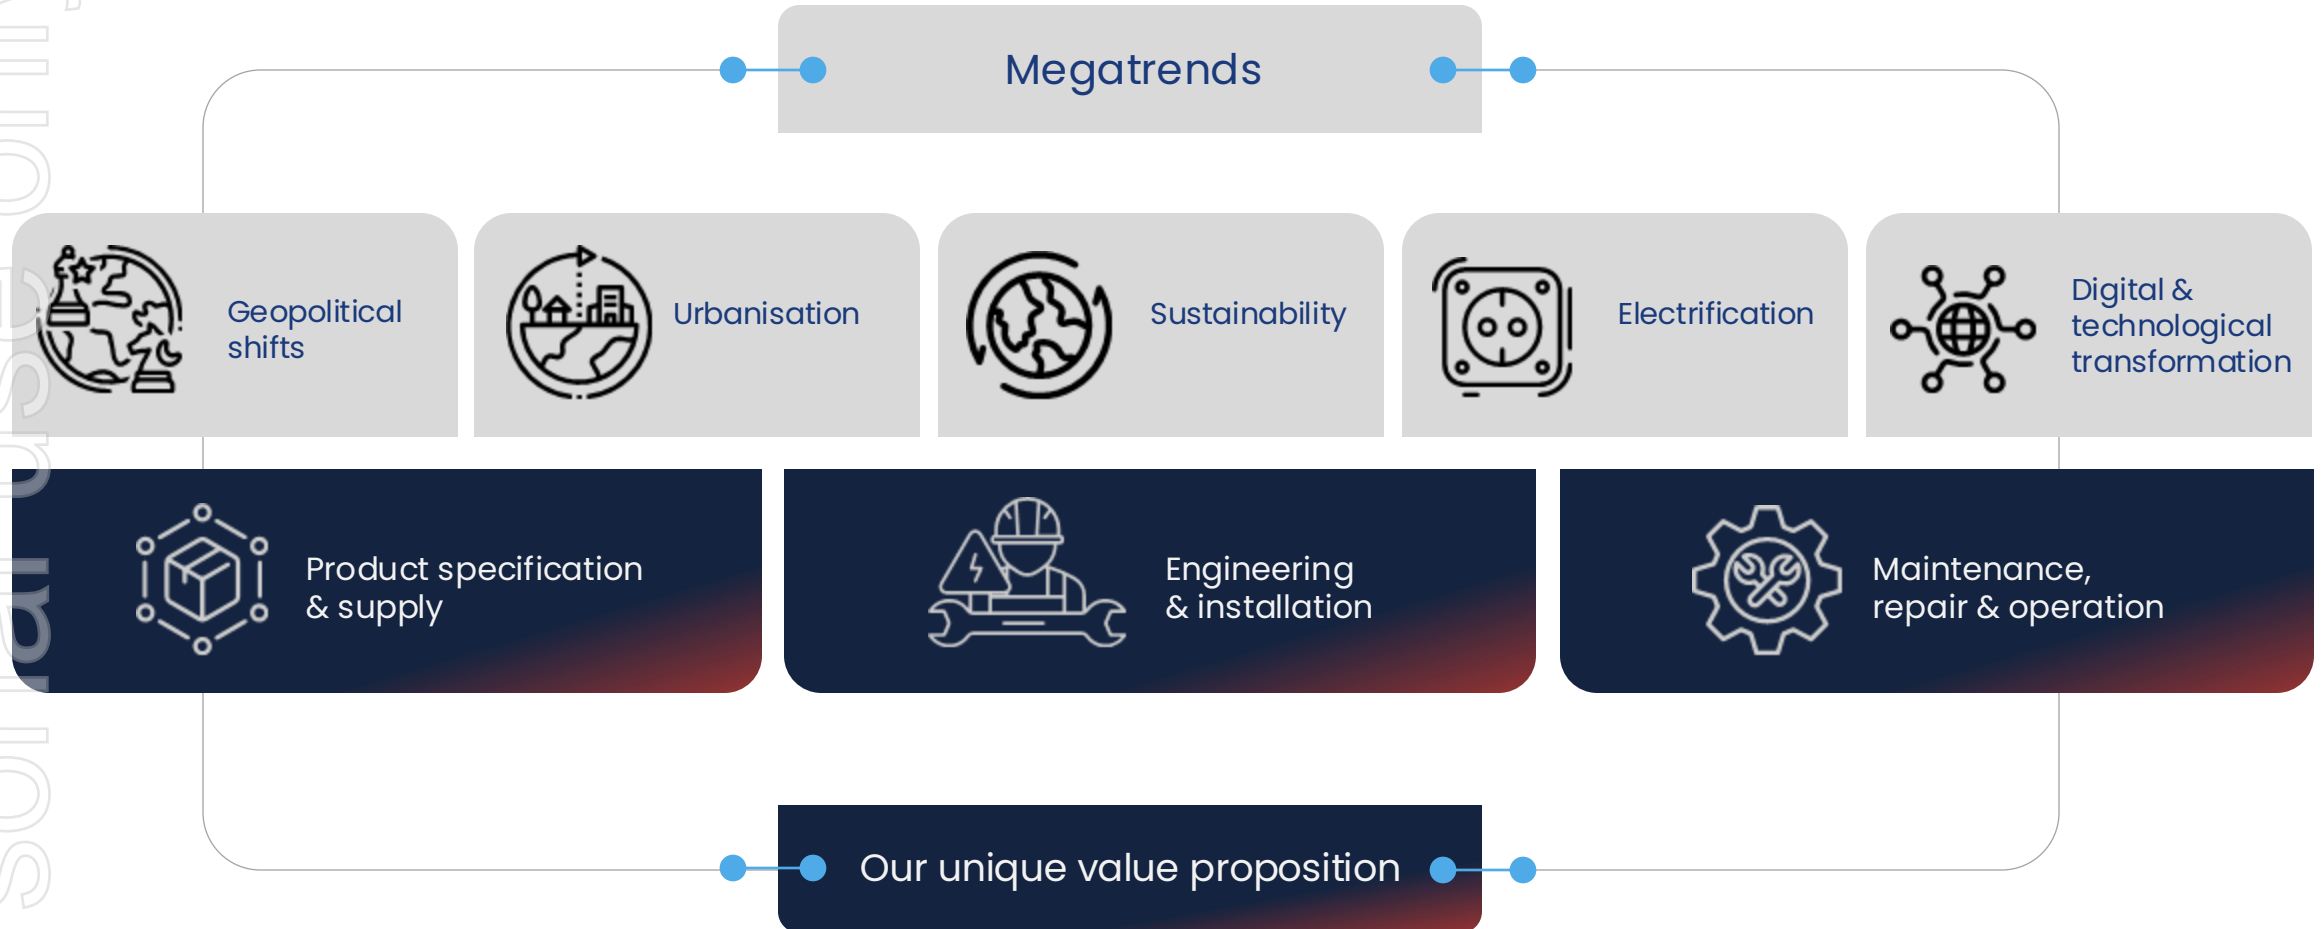 Megatrends
Geopolitical
shifts
Urbanisation
Sustainability
Electrification
Digital &
technological
transformation
Product specification
& supply
Engineering
& installation
Maintenance,
repair & operation
Our unique value proposition